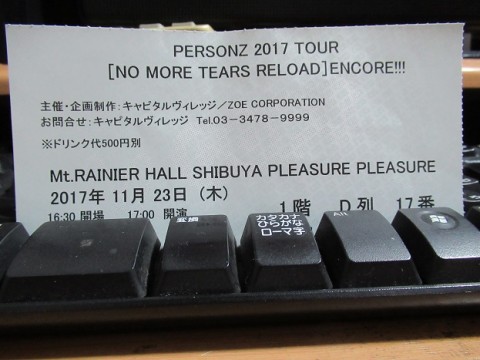 PERSONZ 2017 TOUR
[NO MORE TEARS RELOAD]ENCORE!!!
主催・企画制作:キャピタルヴィレッジ/ZOE CORPORATION
お問合せ:キャピタルヴィレッジ Tel.03-3478-9999
※ドリンク代500円別
Mt.RAINIER HALL SHIBUYA PLEASURE PLEASURE
2017年 11月 23日 (木)
16:30 開場 17:00 開演 1階 D列 17番
変換
カタカナ
ひらがな
ローマ字
Alt